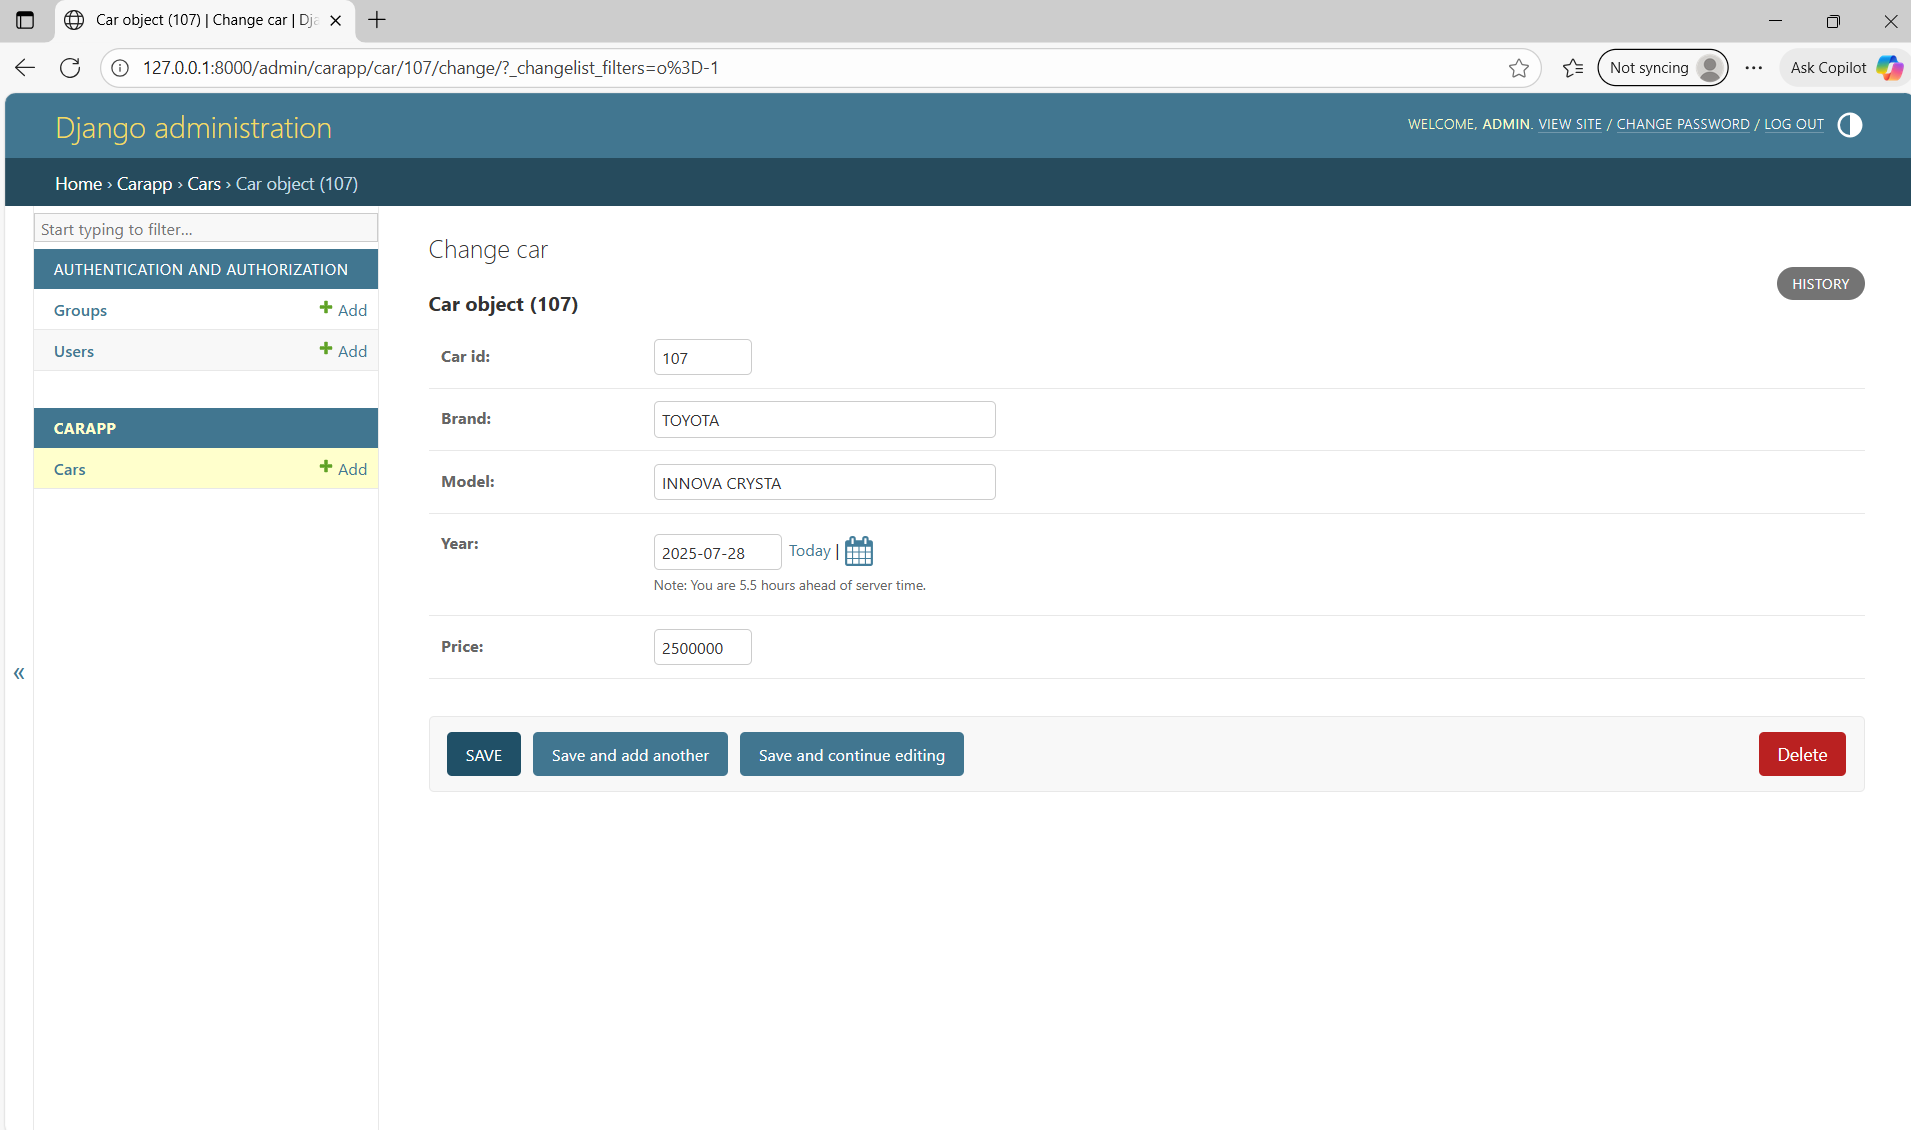 Car object (107) | Change car | Dja
127.0.0.1:8000/admin/carapp/car/107/change/?_changelist_filters=o%3D-1
Not syncing
Ask Copilot
Django administration
WELCOME, ADMIN. VIEW SITE / CHANGE PASSWORD / LOG OUT
Home › Carapp › Cars › Car object (107)
Start typing to filter...
AUTHENTICATION AND AUTHORIZATION
Groups
Add
Users
Add
CARAPP
Cars
Add
«
Change car
HISTORY
Car object (107)
Car id:
107
Brand:
TOYOTA
Model:
INNOVA CRYSTA
Year:
2025-07-28
Today |
Note: You are 5.5 hours ahead of server time.
Price:
2500000
SAVE
Save and add another
Save and continue editing
Delete